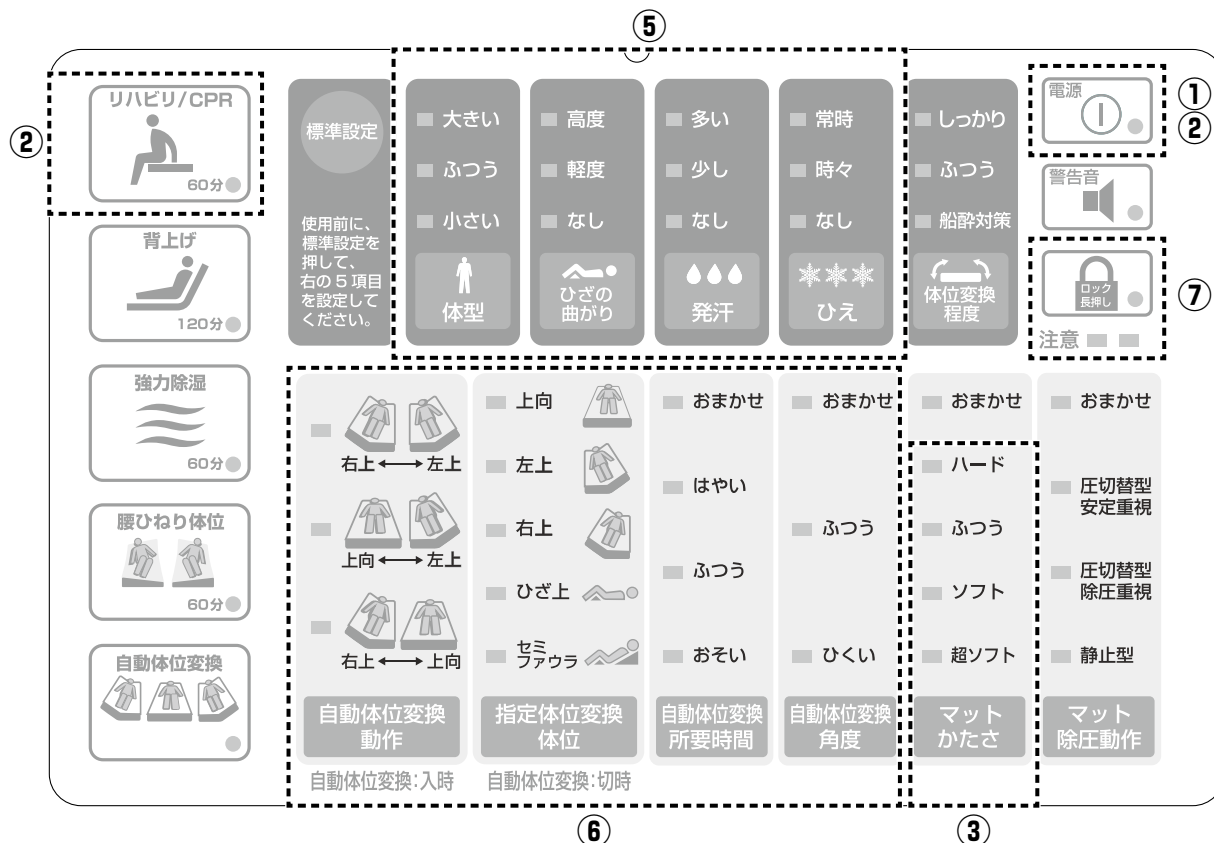 ⑤
リハビリ/CPR
60分
②
背上げ
120分
強力除湿
60分
腰ひねり体位
60分
自動体位変換
標準設定
使用前に、
標準設定を
押して、
右の5項目
を設定して
ください。
大きい
ふつう
小さい
体型
高度
軽度
なし
ひざの
曲がり
多い
少し
なし
発汗
常時
時々
なし
ひえ
しっかり
ふつう
船酔対策
体位変換
程度
電源
①
②
警告音
ロック
長押し
注意
⑦
右上 ⟷ 左上
上向 ⟷ 左上
右上 ⟷ 上向
自動体位変換
動作
自動体位変換:入時
上向
左上
右上
ひざ上
セミ
ファウラ
指定体位変換
体位
自動体位変換:切時
おまかせ
はやい
ふつう
おそい
自動体位変換
所要時間
おまかせ
ふつう
ひくい
自動体位変換
角度
おまかせ
ハード
ふつう
ソフト
超ソフト
マット
かたさ
おまかせ
圧切替型
安定重視
圧切替型
除圧重視
静止型
マット
除圧動作
⑥
③